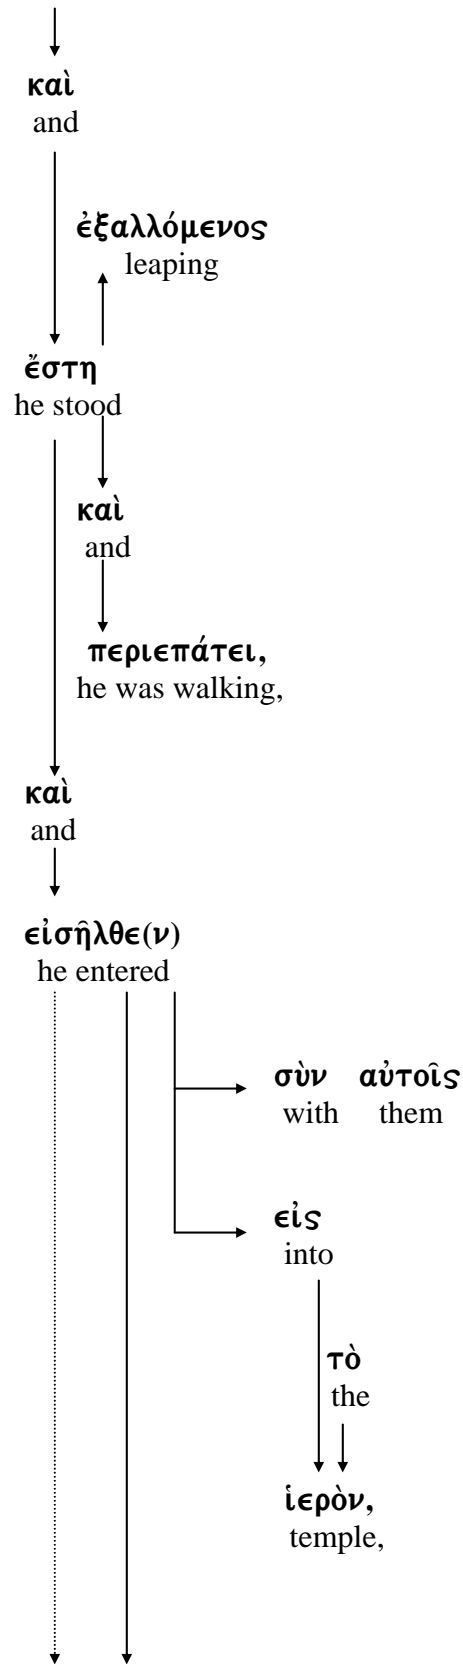 καὶ
and
ἐξαλλόμενος
leaping
ἔστη
he stood
καὶ
and
περιεπάτει,
he was walking,
καὶ
and
εἰσῆλθε(ν)
he entered
σὺν αὐτοῖς
with them
εἰς
into
τὸ
the
ἱερὸν,
temple,